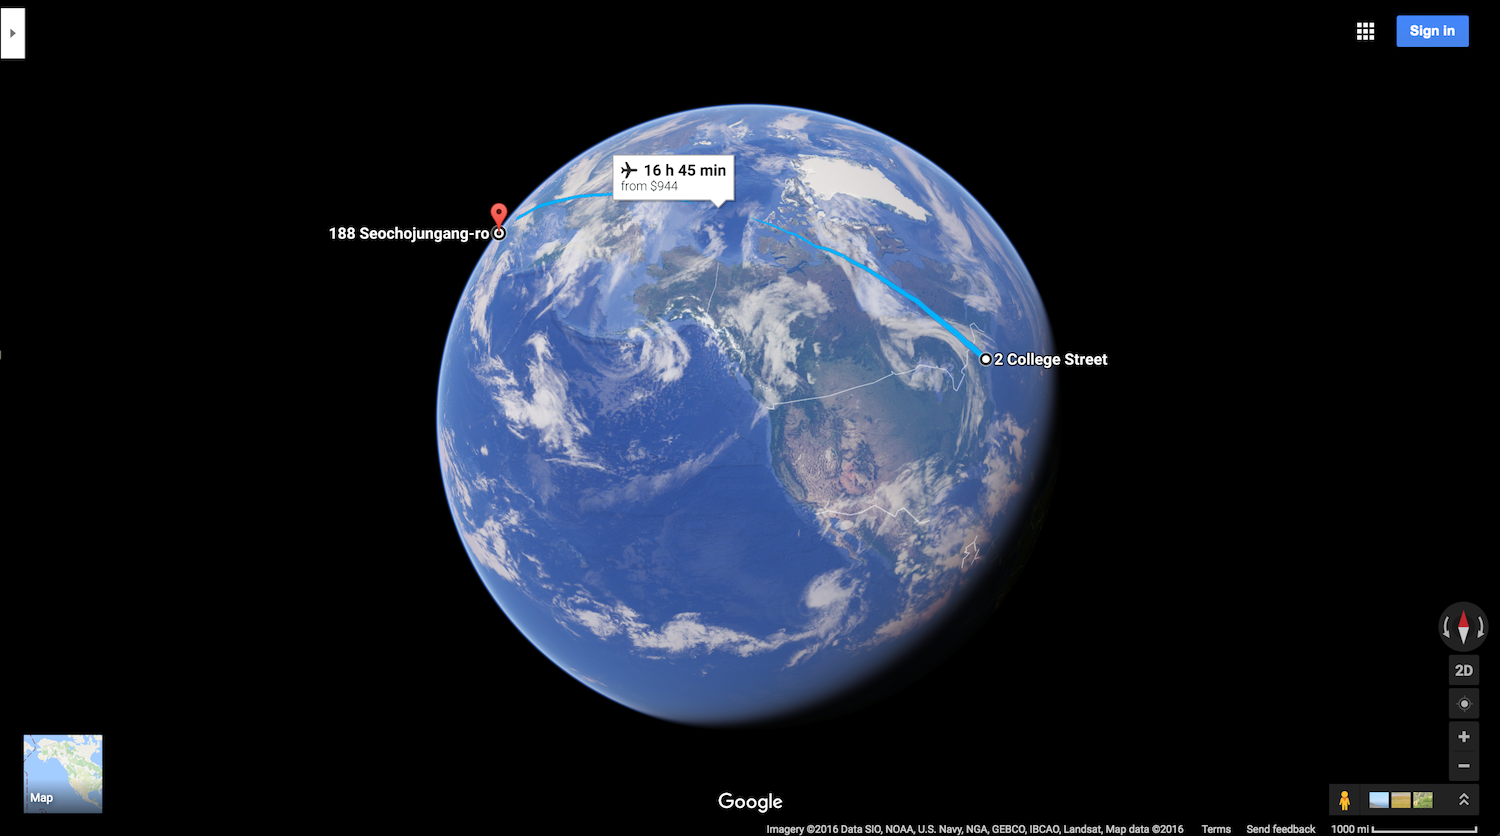 Sign in
16 h 45 min
from $944
188 Seochojungang-ro
2 College Street
2D
Map
Google
Imagery ©2016 Data SIO, NOAA, U.S. Navy, NGA, GEBCO, IBCAO, Landsat, Map data ©2016 Terms Send feedback 1000 mi